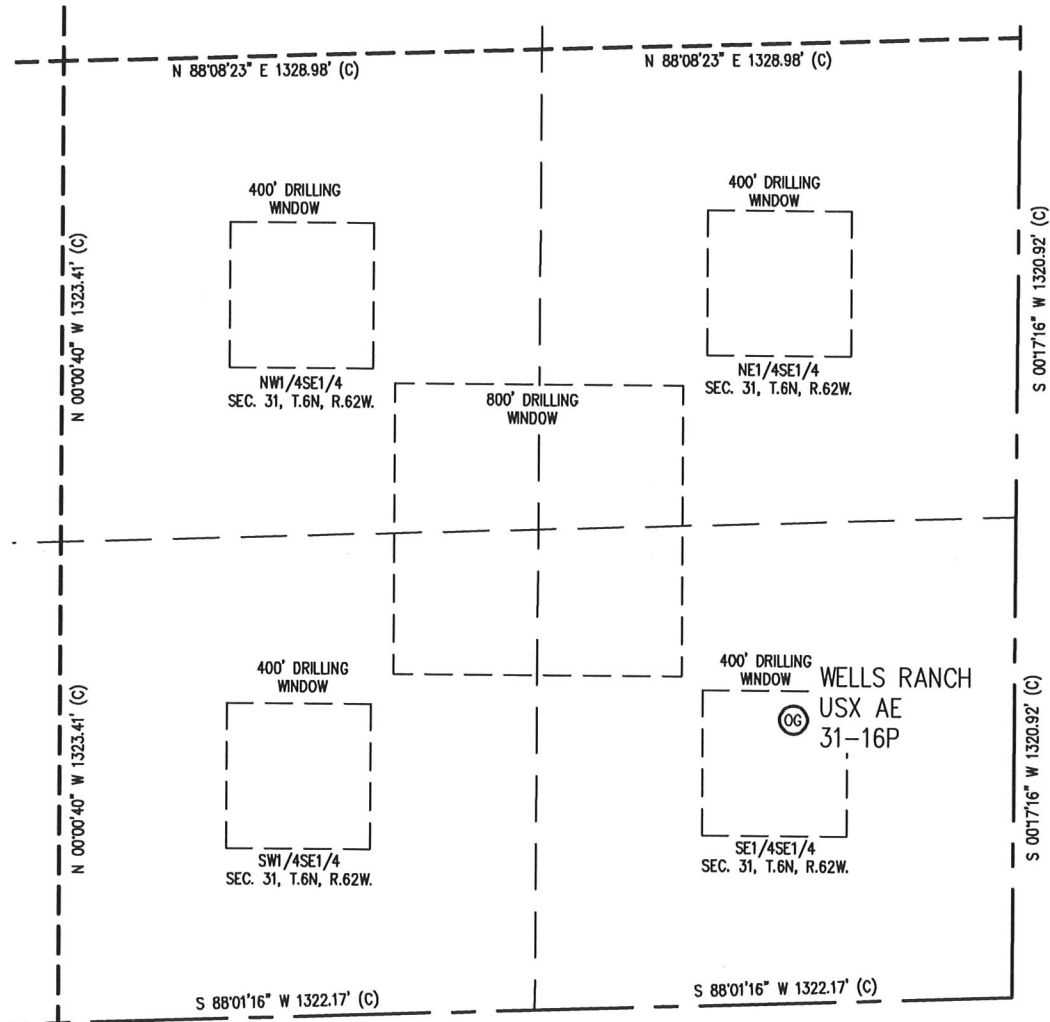 N 88°08'23" E 1328.98' (C)
N 88°08'23" E 1328.98' (C)
N 00°00'40" W 1323.41' (C)
S 00°17'16" W 1320.92' (C)
400' DRILLING
WINDOW
NW1/4SE1/4
SEC. 31, T.6N, R.62W.
400' DRILLING
WINDOW
NE1/4SE1/4
SEC. 31, T.6N, R.62W.
800' DRILLING
WINDOW
N 00°00'40" W 1323.41' (C)
S 00°17'16" W 1320.92' (C)
400' DRILLING
WINDOW
SW1/4SE1/4
SEC. 31, T.6N, R.62W.
400' DRILLING
WINDOW
OG
WELLS RANCH
USX AE
31-16P
SE1/4SE1/4
SEC. 31, T.6N, R.62W.
S 88°01'16" W 1322.17' (C)
S 88°01'16" W 1322.17' (C)